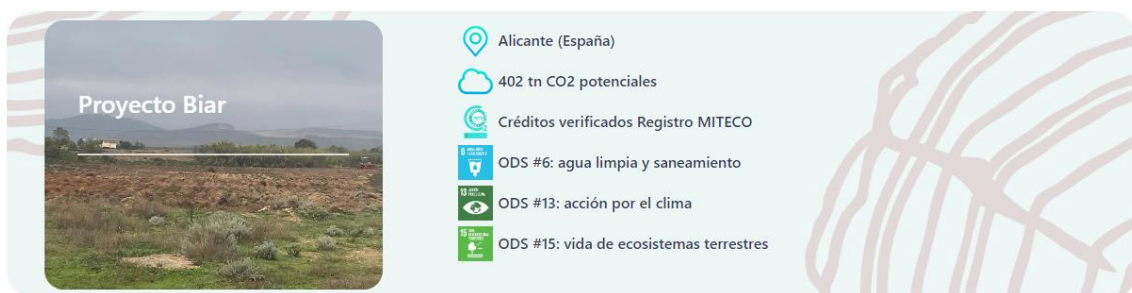 Proyecto Biar
Alicante (España)
402 tn CO2 potenciales
Créditos verificados Registro MITECO
ODS #6: agua limpia y saneamiento
ODS #13: acción por el clima
ODS #15: vida de ecosistemas terrestres